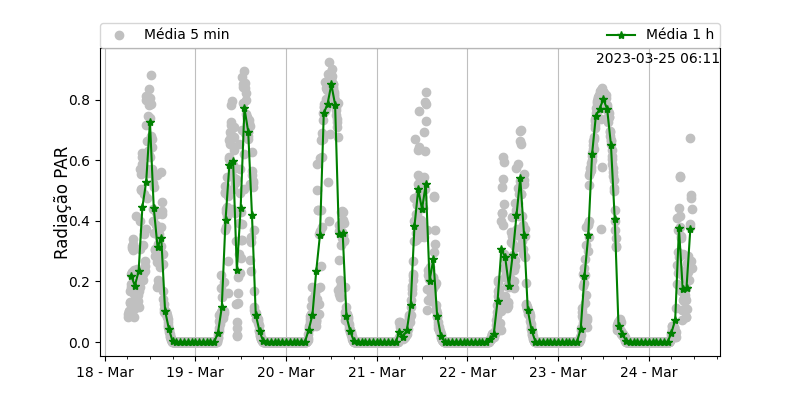 Média 5 min
Média 1 h
2023-03-25 06:11
Radiação PAR
0.8
0.6
0.4
0.2
0.0
18 - Mar
19 - Mar
20 - Mar
21 - Mar
22 - Mar
23 - Mar
24 - Mar